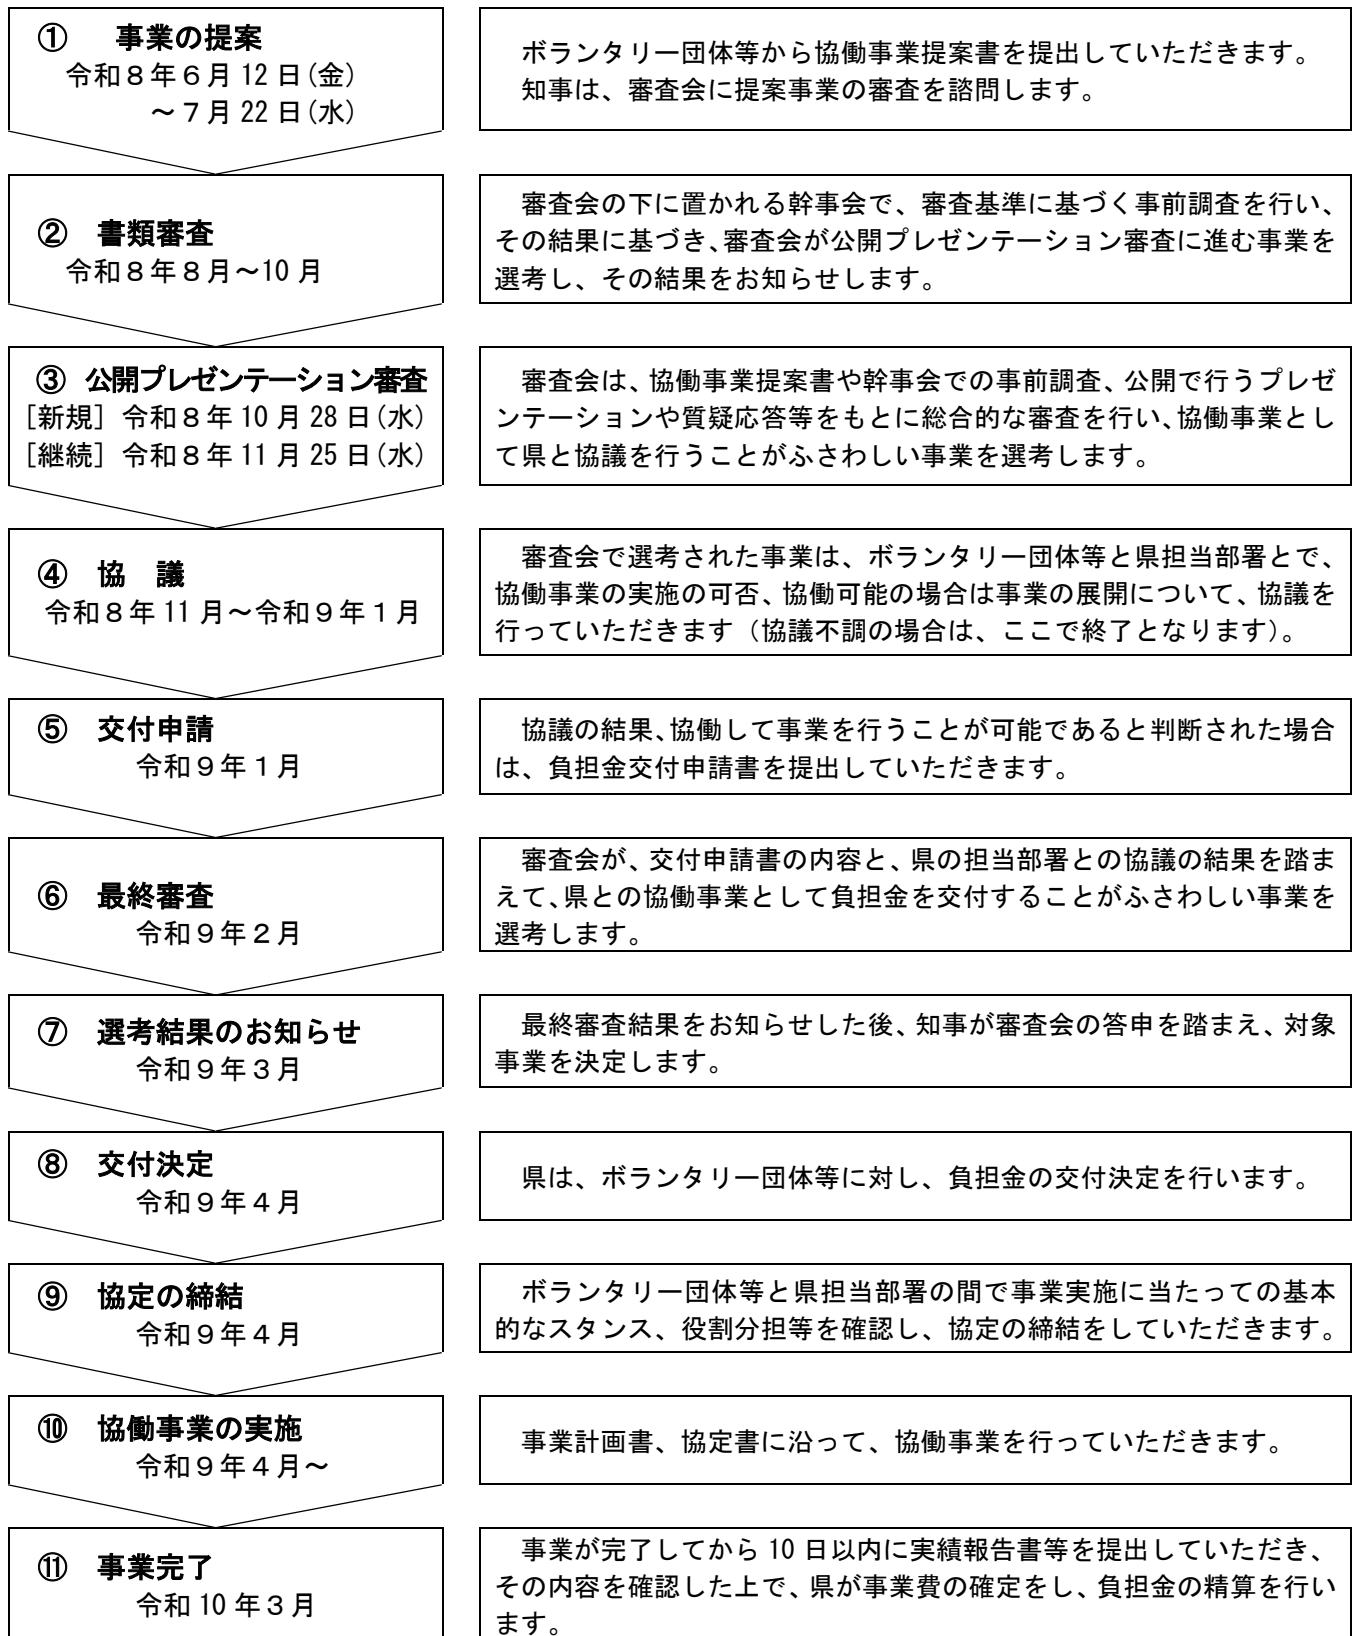 ① 事業の提案
令和８年６月 12 日(金)
～７月 22 日(水)
ボランタリー団体等から協働事業提案書を提出していただきます。
知事は、審査会に提案事業の審査を諮問します。
② 書類審査
令和８年８月～10 月
審査会の下に置かれる幹事会で、審査基準に基づく事前調査を行い、
その結果に基づき、審査会が公開プレゼンテーション審査に進む事業を
選考し、その結果をお知らせします。
③ 公開プレゼンテーション審査
[新規] 令和８年 10 月 28 日(水)
[継続] 令和８年 11 月 25 日(水)
審査会は、協働事業提案書や幹事会での事前調査、公開で行うプレゼ
ンテーションや質疑応答等をもとに総合的な審査を行い、協働事業とし
て県と協議を行うことがふさわしい事業を選考します。
④ 協　議
令和８年 11 月～令和９年１月
審査会で選考された事業は、ボランタリー団体等と県担当部署とで、
協働事業の実施の可否、協働可能の場合は事業の展開について、協議を
行っていただきます（協議不調の場合は、ここで終了となります）。
⑤ 交付申請
令和９年１月
協議の結果、協働して事業を行うことが可能であると判断された場合
は、負担金交付申請書を提出していただきます。
⑥ 最終審査
令和９年２月
審査会が、交付申請書の内容と、県の担当部署との協議の結果を踏ま
えて、県との協働事業として負担金を交付することがふさわしい事業を
選考します。
⑦ 選考結果のお知らせ
令和９年３月
最終審査結果をお知らせした後、知事が審査会の答申を踏まえ、対象
事業を決定します。
⑧ 交付決定
令和９年４月
県は、ボランタリー団体等に対し、負担金の交付決定を行います。
⑨ 協定の締結
令和９年４月
ボランタリー団体等と県担当部署の間で事業実施に当たっての基本
的なスタンス、役割分担等を確認し、協定の締結をしていただきます。
⑩ 協働事業の実施
令和９年４月～
事業計画書、協定書に沿って、協働事業を行っていただきます。
⑪ 事業完了
令和 10 年３月
事業が完了してから 10 日以内に実績報告書等を提出していただき、
その内容を確認した上で、県が事業費の確定をし、負担金の精算を行い
ます。